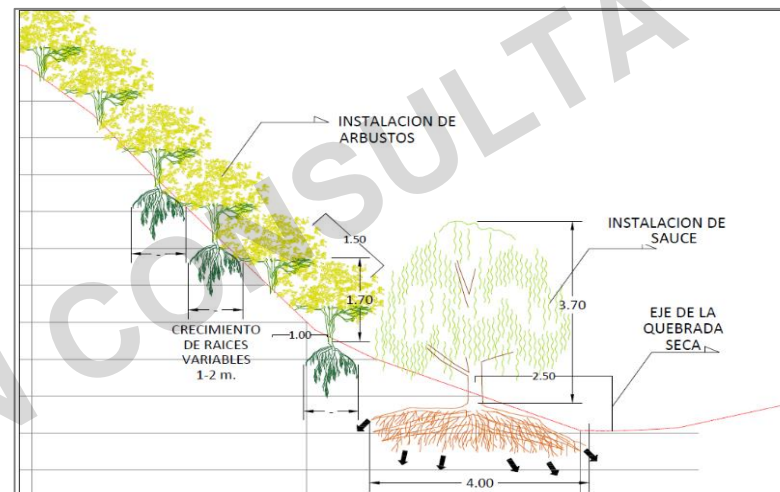 INSTALACION DE
ARBUSTOS
INSTALACION DE
SAUCE
1.50
1.70
3.70
EJE DE LA
QUEBRADA
SECA
1.00
CRECIMIENTO
DE RAICES
VARIABLES
1-2 m.
2.50
4.00
N CONSULTA